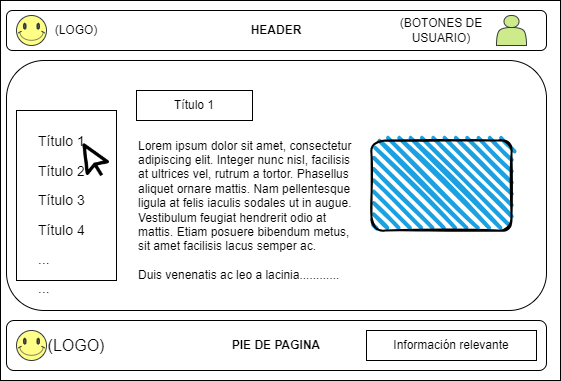 (LOGO)
HEADER
(BOTONES DE
USUARIO)
Título 1
Título 2
Título 3
Título 4
...
...
Título 1
Lorem ipsum dolor sit amet, consectetur
adipiscing elit. Integer nunc nisl, facilisis
at ultrices vel, rutrum a tortor. Phasellus
aliquet ornare mattis. Nam pellentesque
ligula at felis iaculis sodales ut in augue.
Vestibulum feugiat hendrerit odio at
mattis. Etiam posuere bibendum metus,
sit amet facilisis lacus semper ac.
Duis venenatis ac leo a lacinia............
(LOGO)
PIE DE PAGINA
Información relevante